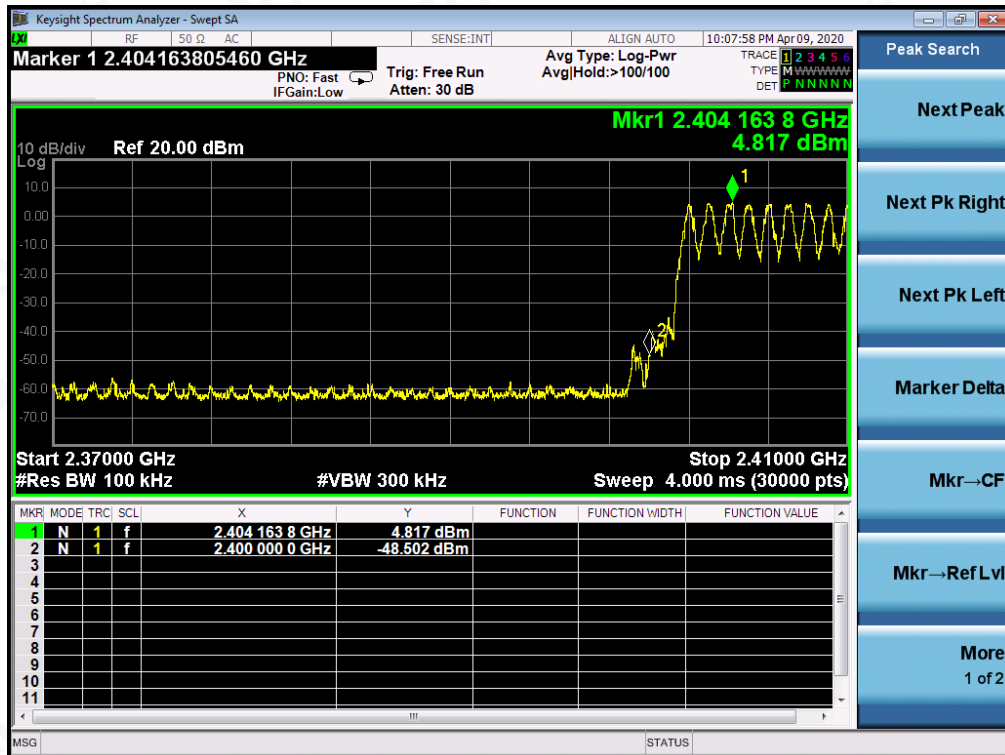 Keysight Spectrum Analyzer - Swept SA
LXI RF 50 Ω AC SENSE:INT ALIGN AUTO 10:07:58 PM Apr 09, 2020
Marker 1 2.404163805460 GHz
PNO: Fast
IFGain:Low
Trig: Free Run
Atten: 30 dB
Avg Type: Log-Pwr
Avg|Hold:>100/100
TRACE 1 2 3 4 5 6
TYPE M W W W W W
DET P N N N N N
Mkr1 2.404 163 8 GHz
4.817 dBm
10 dB/div Ref 20.00 dBm
Log
10.0
0.00
-10.0
-20.0
-30.0
-40.0
-50.0
-60.0
-70.0
1
2
Start 2.37000 GHz Stop 2.41000 GHz
#Res BW 100 kHz #VBW 300 kHz Sweep 4.000 ms (30000 pts)
MKR MODE TRC SCL X Y FUNCTION FUNCTION WIDTH FUNCTION VALUE
1 N 1 f 2.404 163 8 GHz 4.817 dBm
2 N 1 f 2.400 000 0 GHz -48.502 dBm
3
4
5
6
7
8
9
10
11
MSG STATUS
Peak Search
Next Peak
Next Pk Right
Next Pk Left
Marker Delta
Mkr→CF
Mkr→Ref Lvl
More
1 of 2